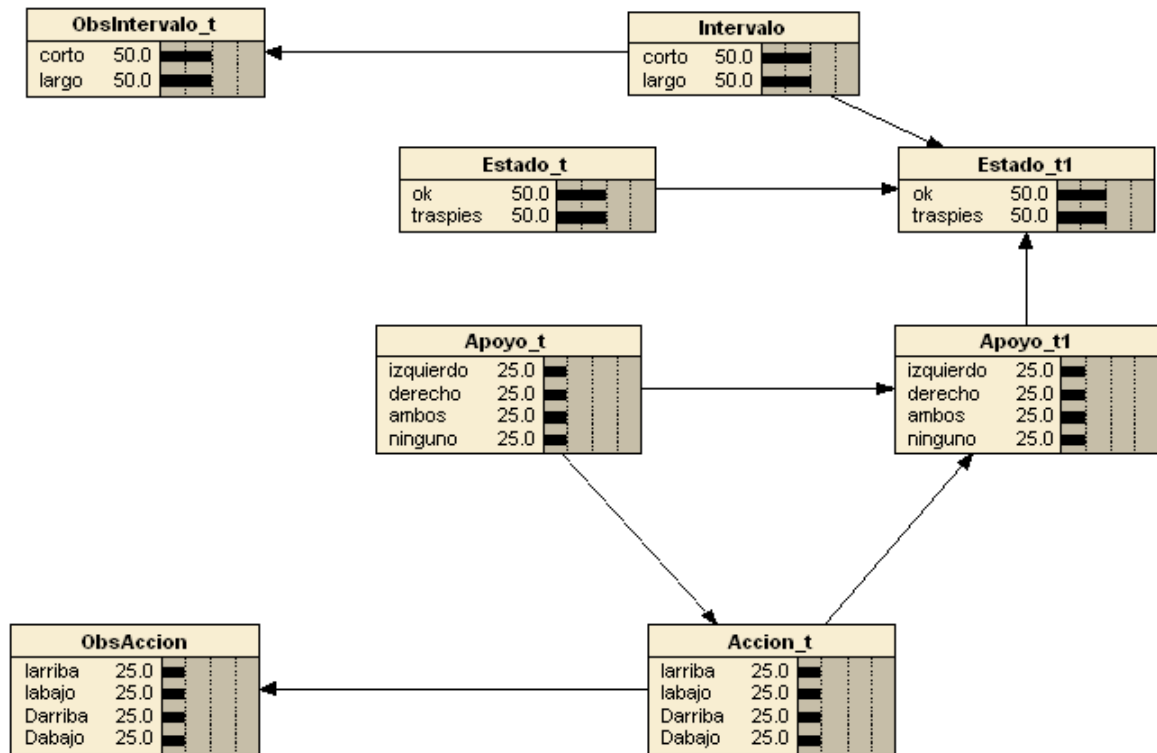 ObsIntervalo_t
corto 50.0
largo 50.0
Intervalo
corto 50.0
largo 50.0
Estado_t
ok 50.0
traspies 50.0
Estado_t1
ok 50.0
traspies 50.0
Apoyo_t
izquierdo 25.0
derecho 25.0
ambos 25.0
ninguno 25.0
Apoyo_t1
izquierdo 25.0
derecho 25.0
ambos 25.0
ninguno 25.0
ObsAccion
Iarriba 25.0
Iabajo 25.0
Darriba 25.0
Dabajo 25.0
Accion_t
Iarriba 25.0
Iabajo 25.0
Darriba 25.0
Dabajo 25.0